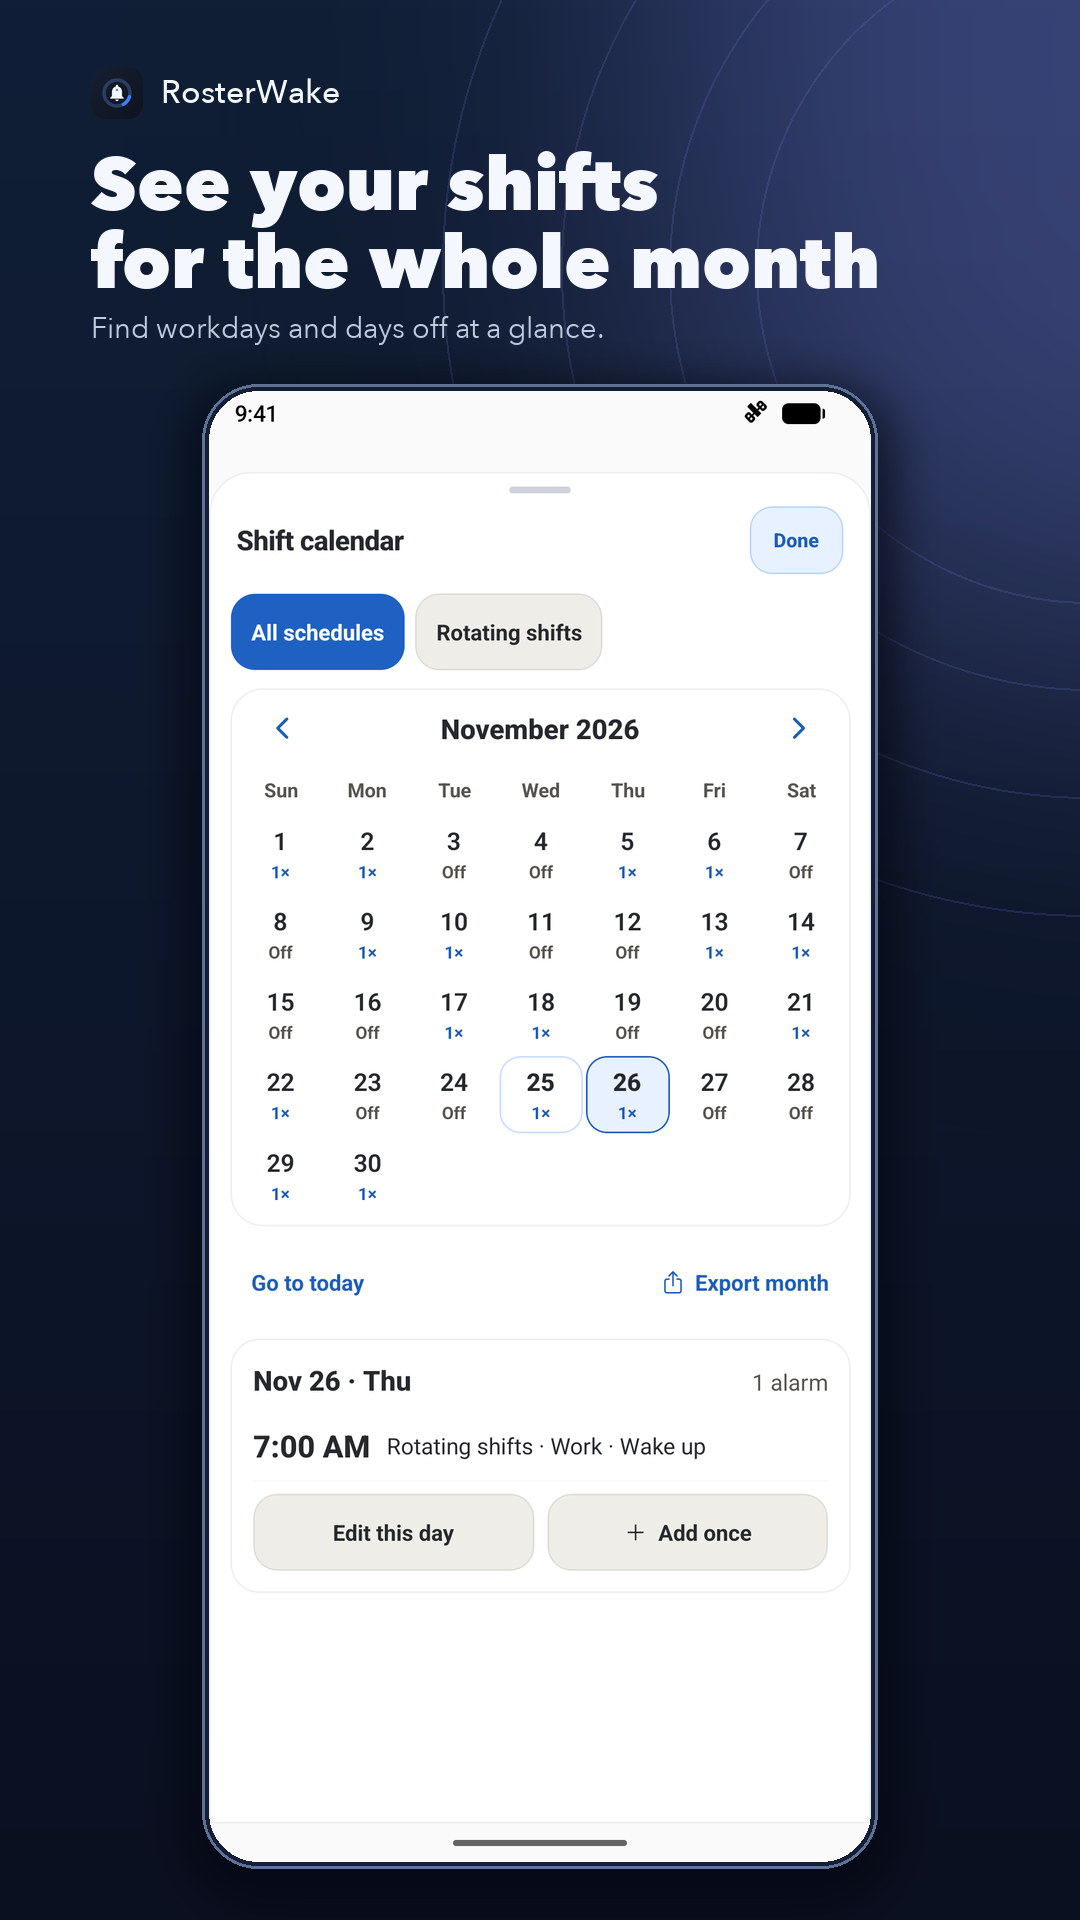 RosterWake
See your shifts
for the whole month
Find workdays and days off at a glance.
9:41
Shift calendar
Done
All schedules
Rotating shifts
November 2026
Sun Mon Tue Wed Thu Fri Sat
1 2 3 4 5 6 7
1× 1× Off Off 1× 1× Off
8 9 10 11 12 13 14
Off 1× 1× Off Off 1× 1×
15 16 17 18 19 20 21
Off Off 1× 1× Off Off 1×
22 23 24 25 26 27 28
1× Off Off 1× 1× Off Off
29 30
1× 1×
Go to today
Export month
Nov 26 · Thu
1 alarm
7:00 AM Rotating shifts · Work · Wake up
Edit this day
+ Add once